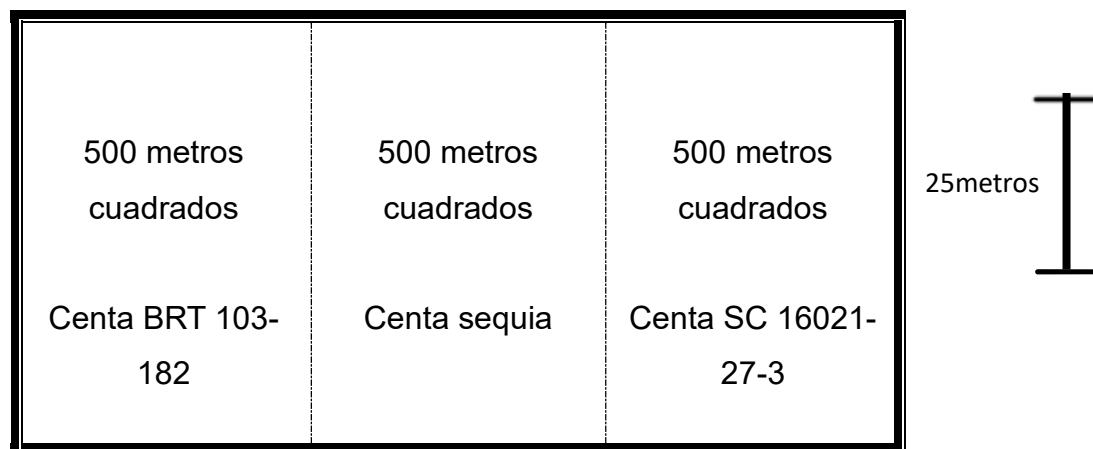 500 metros
cuadrados
Centa BRT 103-
182
500 metros
cuadrados
Centa sequia
500 metros
cuadrados
Centa SC 16021-
27-3
25metros